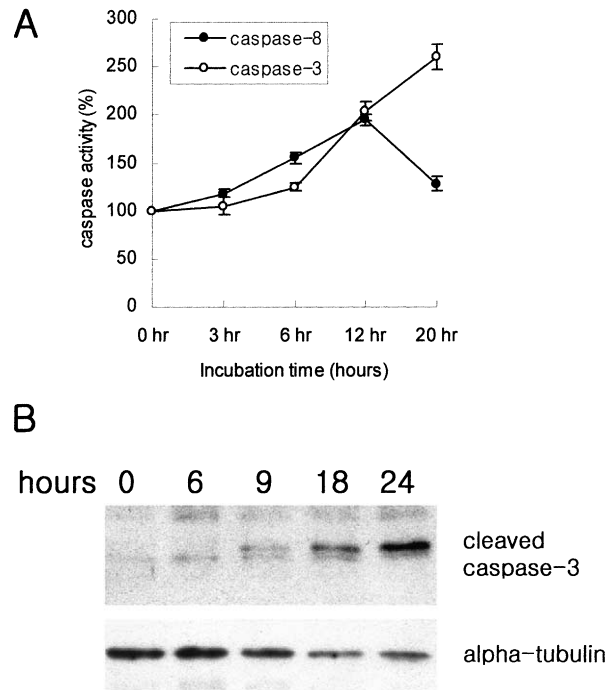 A
caspase-8
caspase-3
300
250
200
150
100
50
0
caspase activity (%)
0 hr 3 hr 6 hr 12 hr 20 hr
Incubation time (hours)
B
hours 0 6 9 18 24
cleaved
caspase-3
alpha-tubulin